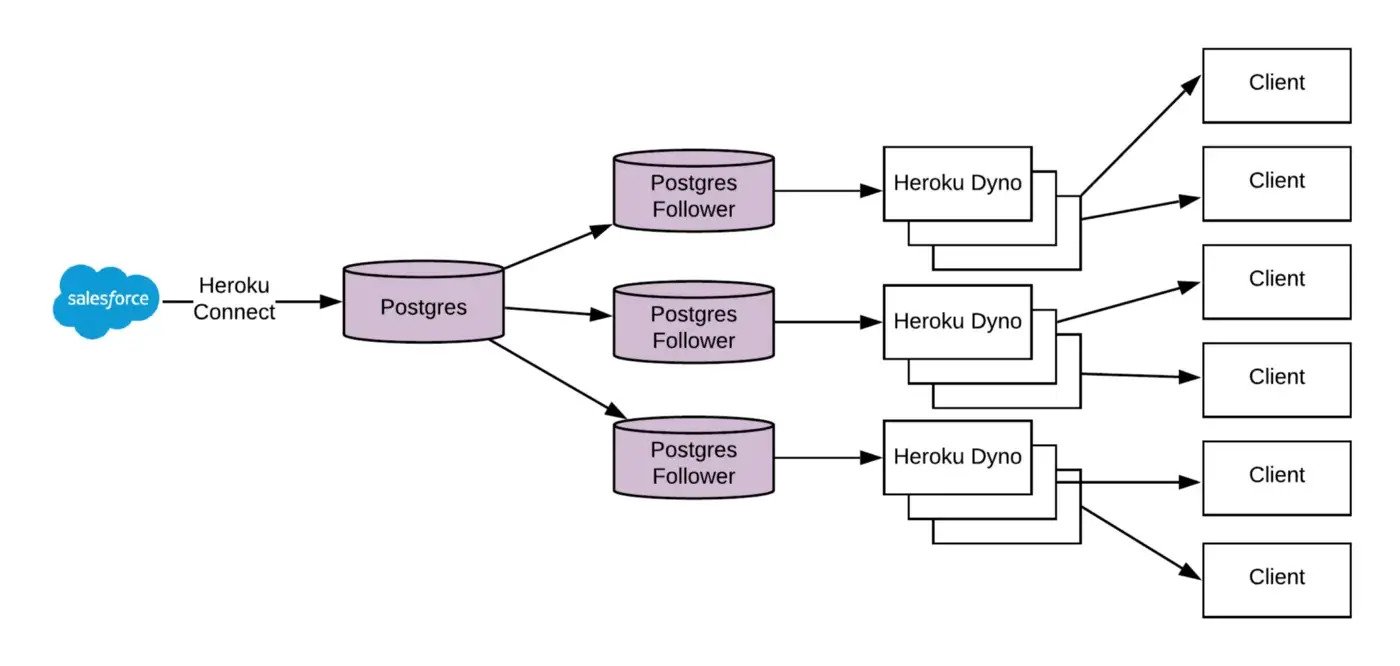 salesforce
Heroku
Connect
Postgres
Postgres
Follower
Postgres
Follower
Postgres
Follower
Heroku Dyno
Heroku Dyno
Heroku Dyno
Client
Client
Client
Client
Client
Client